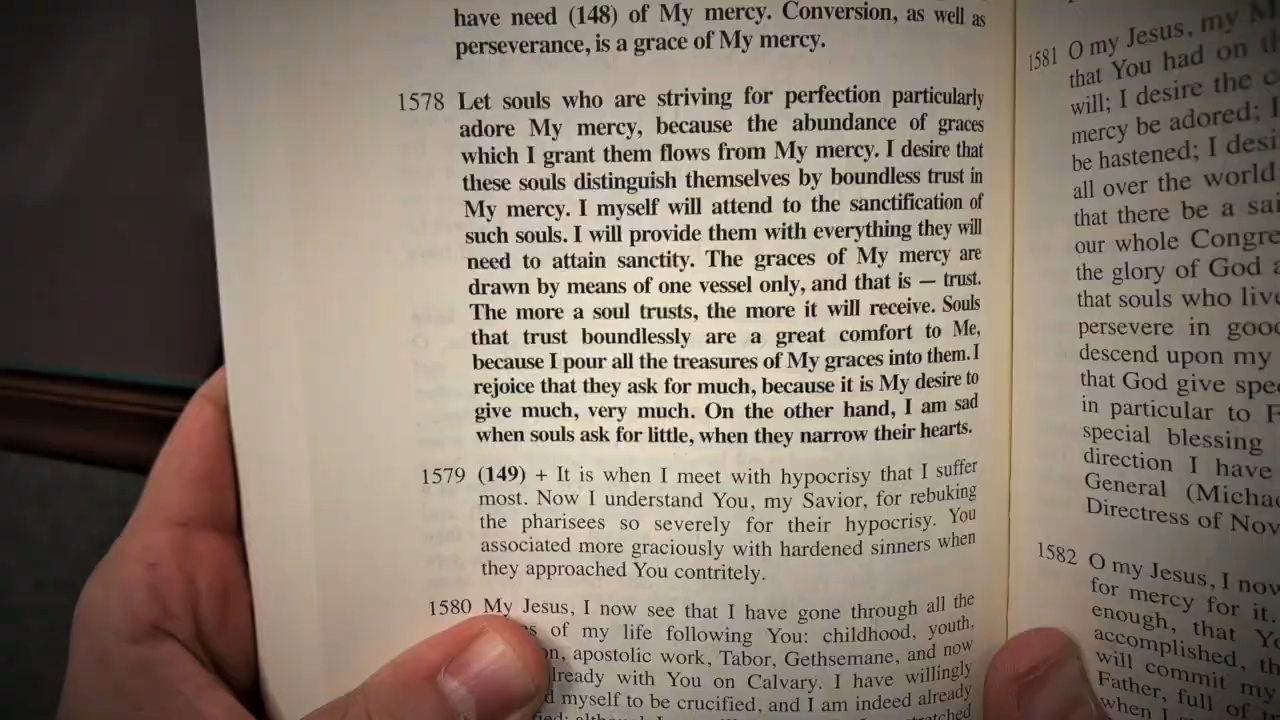 have need (148) of My mercy. Conversion, as well as
perseverance, is a grace of My mercy.
1578 Let souls who are striving for perfection particularly
adore My mercy, because the abundance of graces
which I grant them flows from My mercy. I desire that
these souls distinguish themselves by boundless trust in
My mercy. I myself will attend to the sanctification of
such souls. I will provide them with everything they will
need to attain sanctity. The graces of My mercy are
drawn by means of one vessel only, and that is — trust.
The more a soul trusts, the more it will receive. Souls
that trust boundlessly are a great comfort to Me,
because I pour all the treasures of My graces into them. I
rejoice that they ask for much, because it is My desire to
give much, very much. On the other hand, I am sad
when souls ask for little, when they narrow their hearts.
1579 (149) + It is when I meet with hypocrisy that I suffer
most. Now I understand You, my Savior, for rebuking
the pharisees so severely for their hypocrisy. You
associated more graciously with hardened sinners when
they approached You contritely.
1580 My Jesus, I now see that I have gone through all the
of my life following You: childhood, youth,
apostolic work, Tabor, Gethsemane, and now
already with You on Calvary. I have willingly
myself to be crucified, and I am indeed already
1581 O my Jesus, my
that You had on
will; I desire the
mercy be adored;
be hastened; I
all over the world
that there be a
our whole
the glory of God
that souls who
persevere in
descend upon my
that God give
in particular to
special blessing
direction I have
General
Directress of
1582 O my Jesus, I now
for mercy for it.
enough, that
accomplished,
will commit my
Father, full of
when I